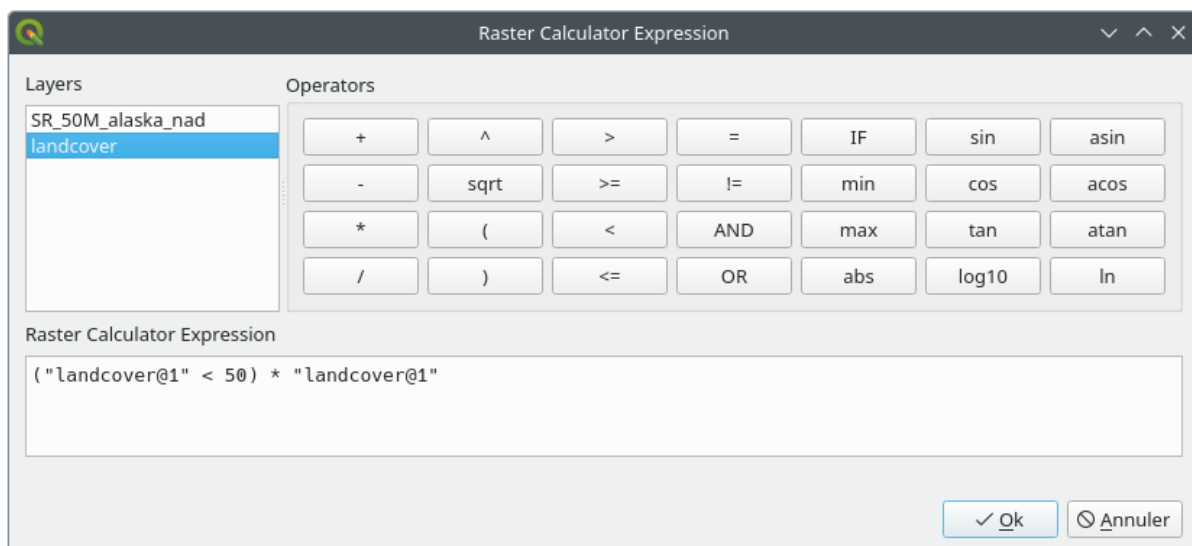 Raster Calculator Expression
Layers
Operators
SR_50M_alaska_nad
landcover
+ ^ > = IF sin asin
- sqrt >= != min cos acos
* ( < AND max tan atan
/ ) <= OR abs log10 ln
Raster Calculator Expression
("landcover@1" < 50) * "landcover@1"
Ok Annuler